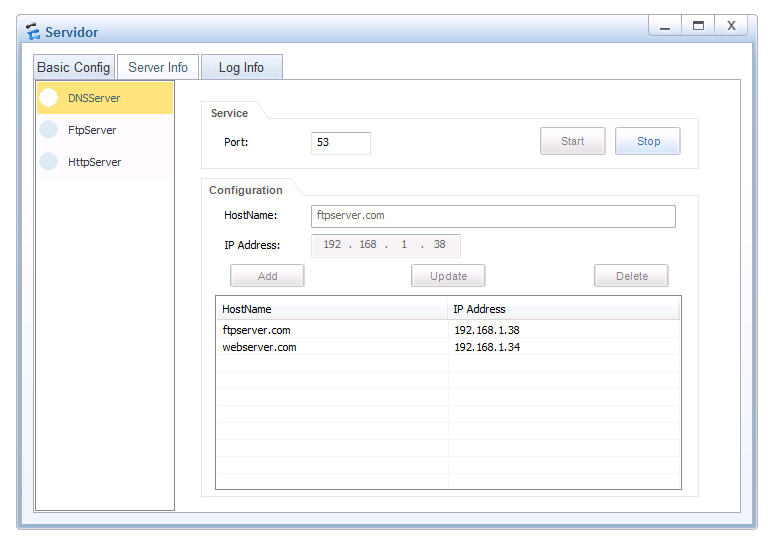 Servidor
X
Basic Config
Server Info
Log Info
DNSServer
FtpServer
HttpServer
Service
Port:
53
Start
Stop
Configuration
HostName:
ftpserver.com
IP Address:
192 . 168 . 1 . 38
Add
Update
Delete
HostName IP Address
ftpserver.com 192.168.1.38
webserver.com 192.168.1.34